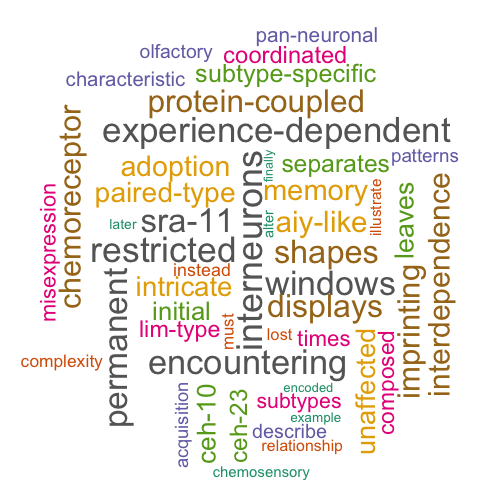 pan-neuronal
olfactory
coordinated
characteristic
subtype-specific
protein-coupled
experience-dependent
chemoreceptor
adoption
finally
separates
patterns
paired-type
memory
misexpression
later
sra-11
interneurons
alter
aiy-like
illustrate
leaves
restricted
shapes
instead
windows
intricate
displays
imprinting
interdependence
permanent
initial
lim-type
must
lost
times
encountering
unaffected
composed
complexity
acquisition
ceh-10
ceh-23
encoded
subtypes
example
describe
relationship
chemosensory